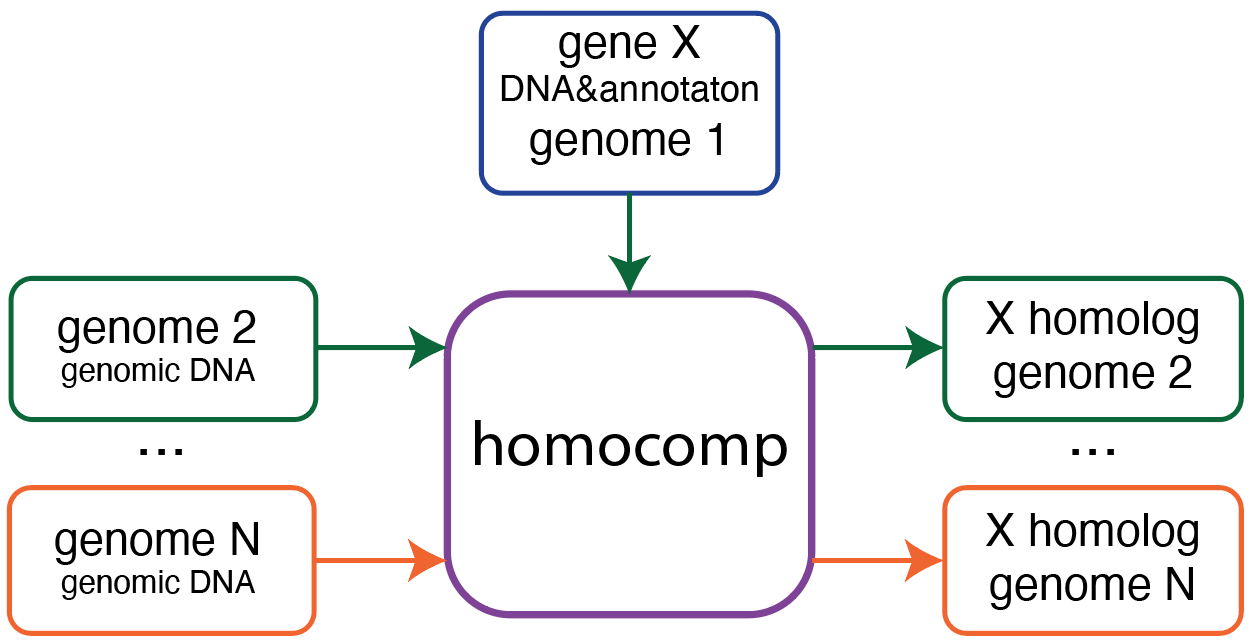 gene X
DNA&annotaton
genome 1
genome 2
genomic DNA
...
genome N
genomic DNA
homocomp
X homolog
genome 2
...
X homolog
genome N